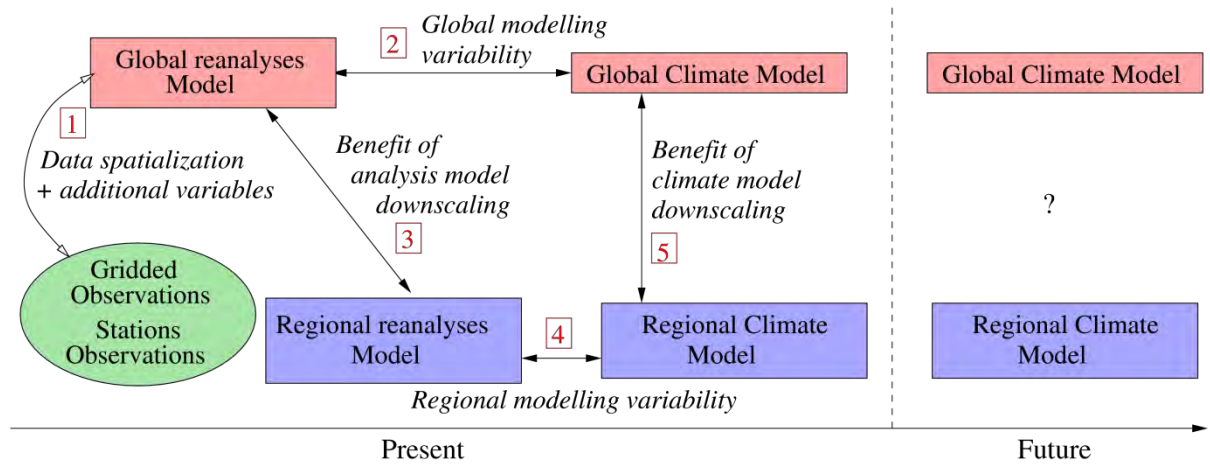 Global reanalyses
Model
2
Global modelling
variability
Global Climate Model
Global Climate Model
1
Data spatialization
+ additional variables
Benefit of
analysis model
downscaling
3
Benefit of
climate model
downscaling
5
?
Gridded
Observations
Stations
Observations
Regional reanalyses
Model
4
Regional Climate
Model
Regional Climate
Model
Regional modelling variability
Present
Future